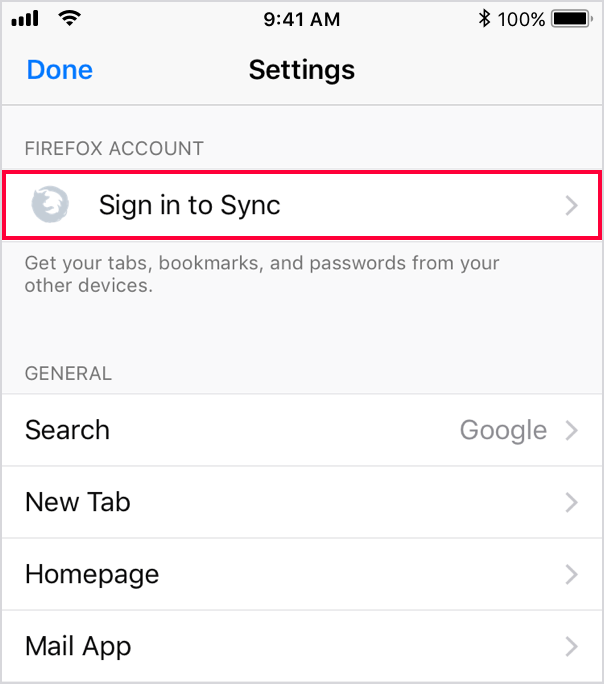 9:41 AM 100%
Done Settings
FIREFOX ACCOUNT
Sign in to Sync
Get your tabs, bookmarks, and passwords from your
other devices.
GENERAL
Search Google
New Tab
Homepage
Mail App